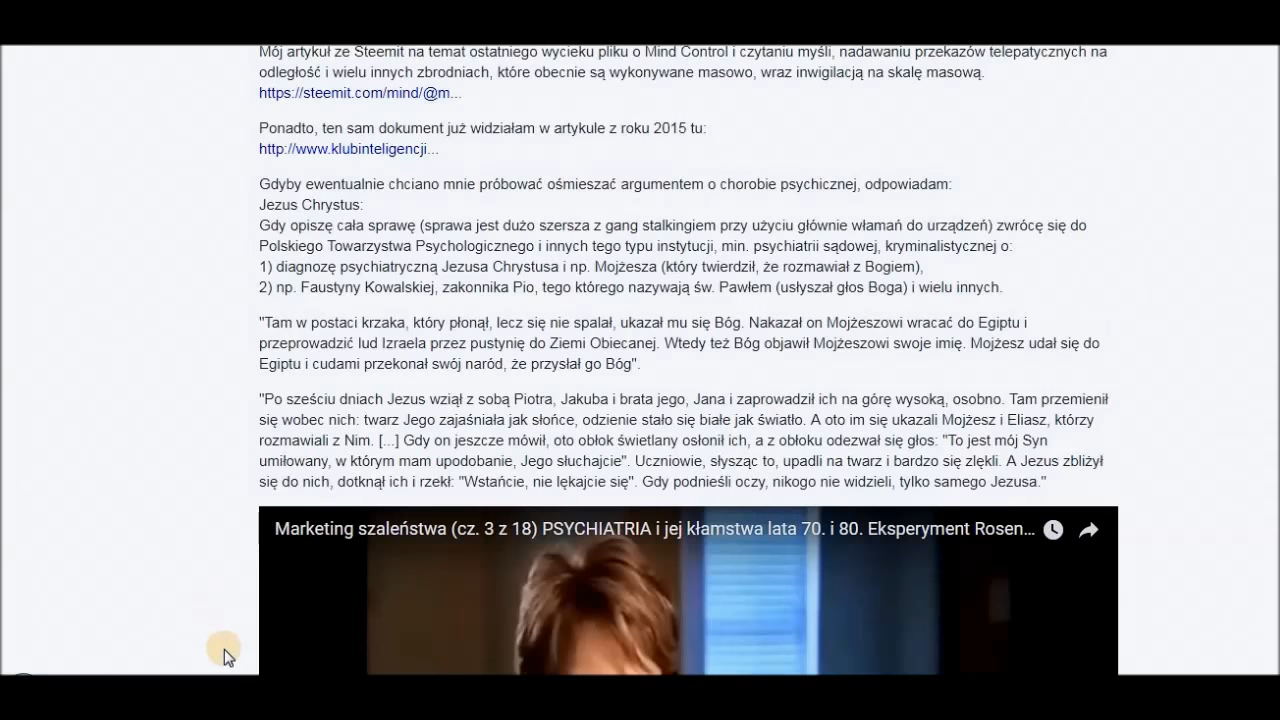 Mój artykuł ze Steemit na temat ostatniego wycieku pliku o Mind Control i czytaniu myśli, nadawaniu przekazów telepatycznych na
odległość i wielu innych zbrodniach, które obecnie są wykonywane masowo, wraz inwigilacją na skalę masową.
https://steemit.com/mind/@m...
Ponadto, ten sam dokument już widziałam w artykule z roku 2015 tu:
http://www.klubinteligencji...
Gdyby ewentualnie chciano mnie próbować ośmieszać argumentem o chorobie psychicznej, odpowiadam:
Jezus Chrystus:
Gdy opiszę cała sprawę (sprawa jest dużo szersza z gang stalkingiem przy użyciu głównie włamań do urządzeń) zwrócę się do
Polskiego Towarzystwa Psychologicznego i innych tego typu instytucji, min. psychiatrii sądowej, kryminalistycznej o:
1) diagnozę psychiatryczną Jezusa Chrystusa i np. Mojżesza (który twierdził, że rozmawiał z Bogiem),
2) np. Faustyny Kowalskiej, zakonnika Pio, tego którego nazywają św. Pawłem (usłyszał głos Boga) i wielu innych.
"Tam w postaci krzaka, który płonął, lecz się nie spalał, ukazał mu się Bóg. Nakazał on Mojżeszowi wracać do Egiptu i
przeprowadzić lud Izraela przez pustynię do Ziemi Obiecanej. Wtedy też Bóg objawił Mojżeszowi swoje imię. Mojżesz udał się do
Egiptu i cudami przekonał swój naród, że przysłał go Bóg".
"Po sześciu dniach Jezus wziął z sobą Piotra, Jakuba i brata jego, Jana i zaprowadził ich na górę wysoką, osobno. Tam przemienił
się wobec nich: twarz Jego zajaśniała jak słońce, odzienie stało się białe jak światło. A oto im się ukazali Mojżesz i Eliasz, którzy
rozmawiali z Nim. [...] Gdy on jeszcze mówił, oto obłok świetlany osłonił ich, a z obłoku odezwał się głos: "To jest mój Syn
umiłowany, w którym mam upodobanie, Jego słuchajcie". Uczniowie, słysząc to, upadli na twarz i bardzo się zlękli. A Jezus zbliżył
się do nich, dotknął ich i rzekł: "Wstańcie, nie lękajcie się". Gdy podnieśli oczy, nikogo nie widzieli, tylko samego Jezusa."
Marketing szaleństwa (cz. 3 z 18) PSYCHIATRIA i jej kłamstwa lata 70. i 80. Eksperyment Rosen...